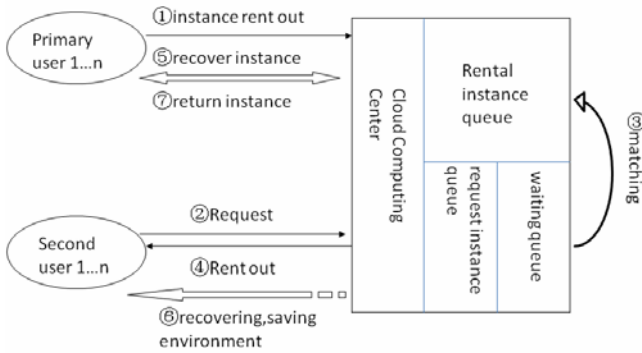 ①instance rent out
Primary
user 1...n
⑤recover instance
⑦return instance
Cloud Computing
Center
Rental
instance
queue
③matching
request instance
queue
waiting queue
②Request
Second
user 1...n
④Rent out
⑥recovering,saving
environment